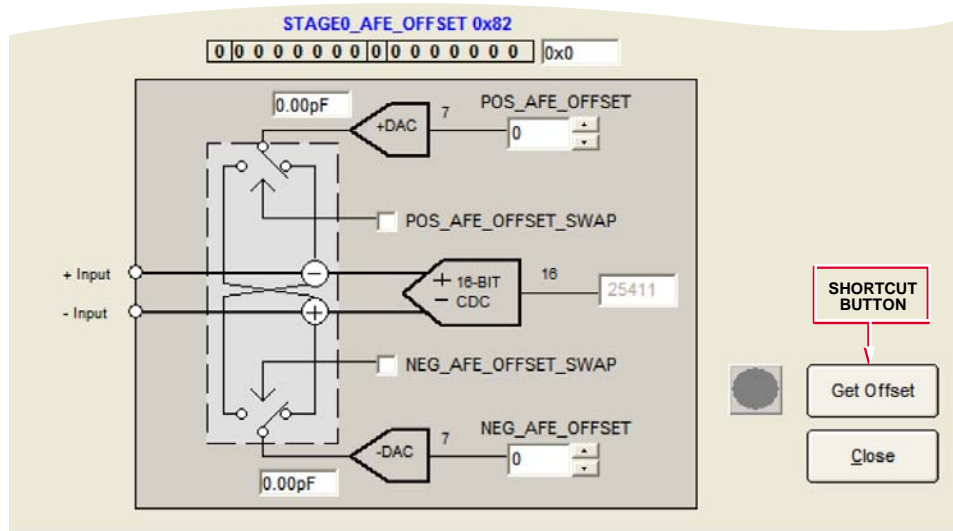 STAGE0_AFE_OFFSET 0x82
0 0 0 0 0 0 0 0 0 0 0 0 0 0 0 0 0x0
0.00pF
+DAC
7
POS_AFE_OFFSET
0
POS_AFE_OFFSET_SWAP
+ Input
- Input
−
+
+ 16-BIT
− CDC
16
25411
SHORTCUT
BUTTON
NEG_AFE_OFFSET_SWAP
Get Offset
Close
-DAC
7
NEG_AFE_OFFSET
0
0.00pF